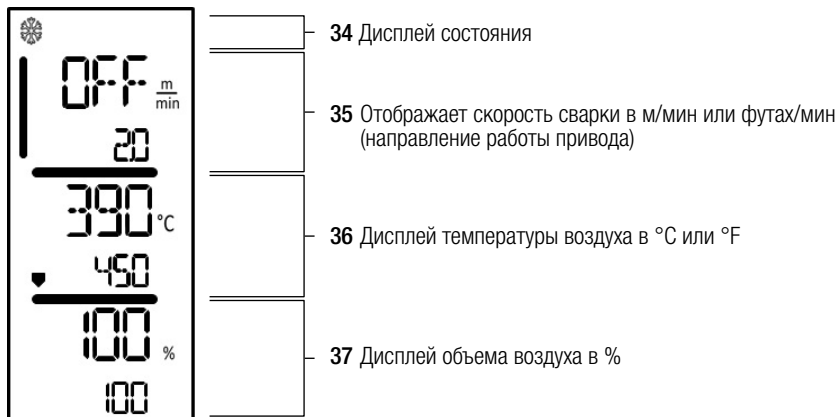 34 Дисплей состояния
OFF m/min
2.0
35 Отображает скорость сварки в м/мин или футах/мин
(направление работы привода)
390 °C
450
36 Дисплей температуры воздуха в °C или °F
100 %
100
37 Дисплей объема воздуха в %